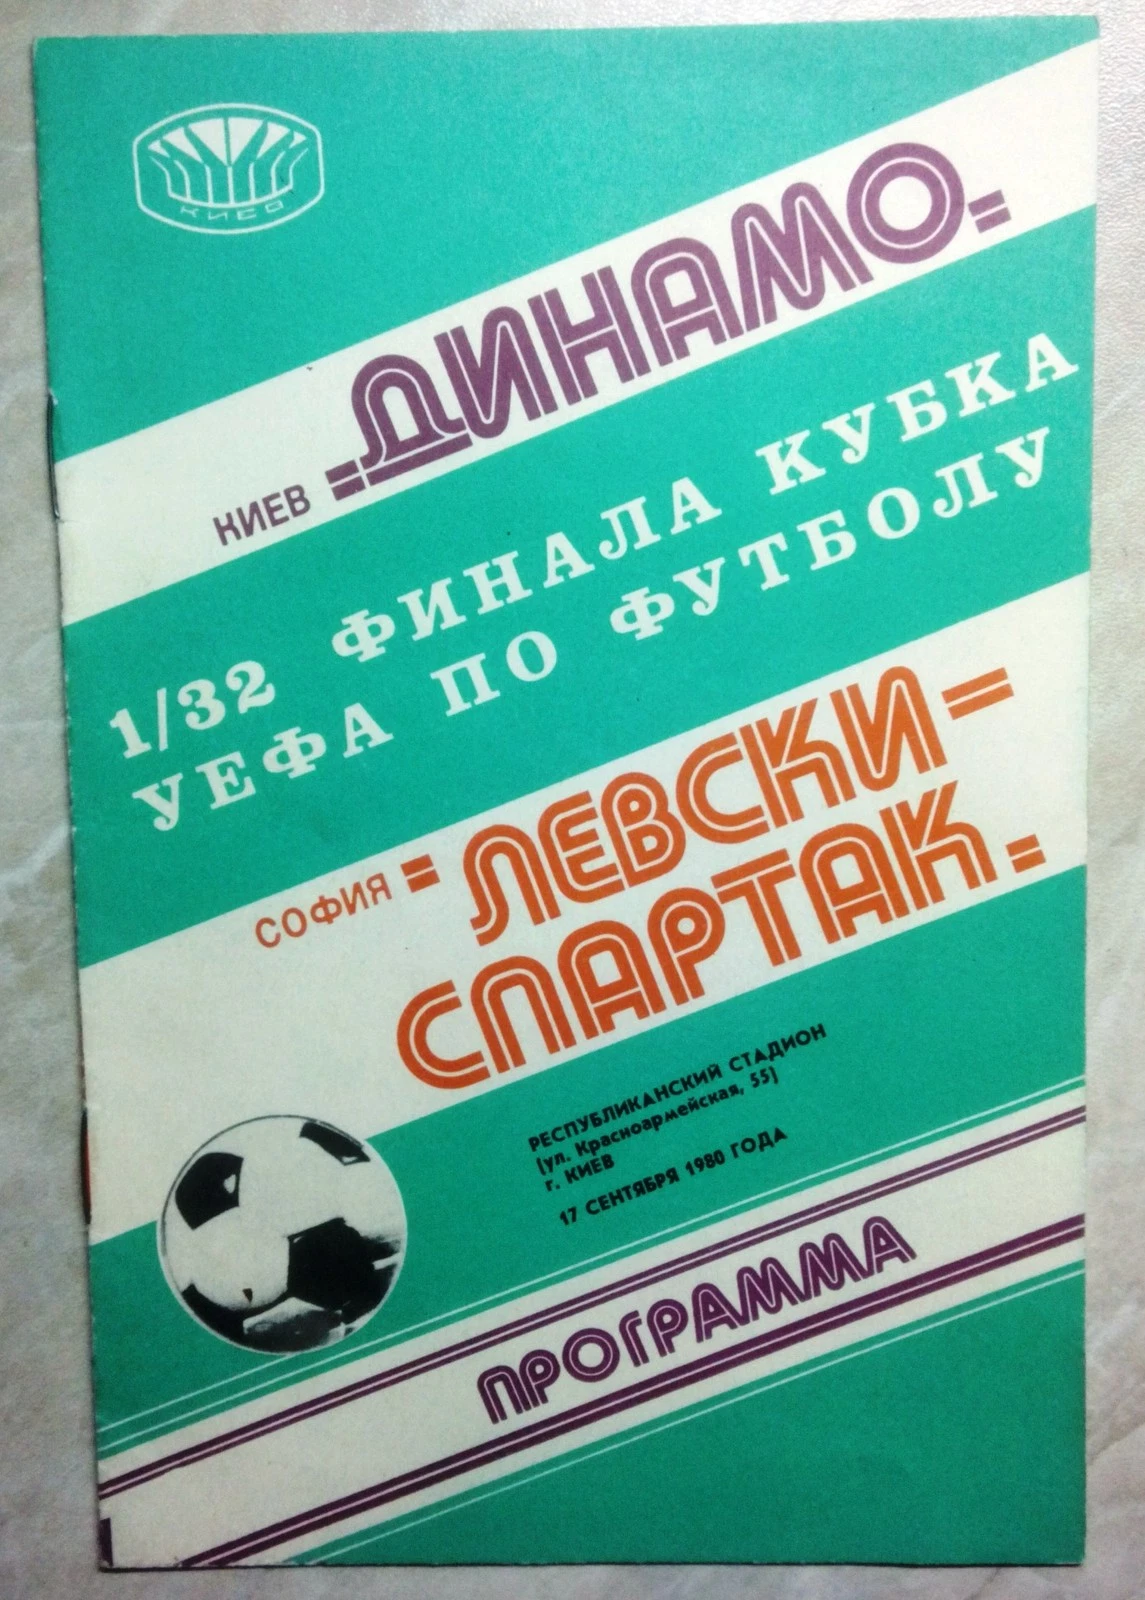 КИЕВ
КИЕВ "ДИНАМО"
1/32 ФИНАЛА КУБКА
УЕФА ПО ФУТБОЛУ
СОФИЯ "ЛЕВСКИ-
СПАРТАК"
РЕСПУБЛИКАНСКИЙ СТАДИОН
(ул. Красноармейская, 55)
г. КИЕВ
17 СЕНТЯБРЯ 1980 ГОДА
ПРОГРАММА